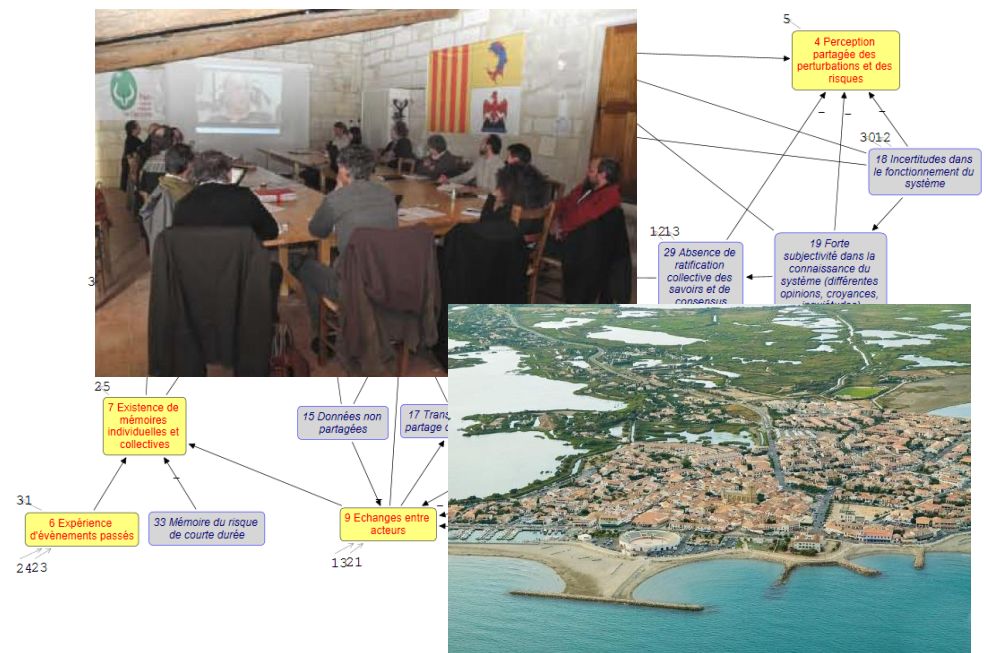 5
4 Perception
partagée des
perturbations et des
risques
3012
18 Incertitudes dans
le fonctionnement du
système
1213
29 Absence de
ratification
collective des
savoirs et de
consensus
19 Forte
subjectivité dans la
connaissance du
système (différentes
opinions, croyances,
3
25
7 Existence de
mémoires
individuelles et
collectives
15 Données non
partagées
17 Trans
partage
31
6 Expérience
d'évènements passés
2423
33 Mémoire du risque
de courte durée
9 Echanges entre
acteurs
1321